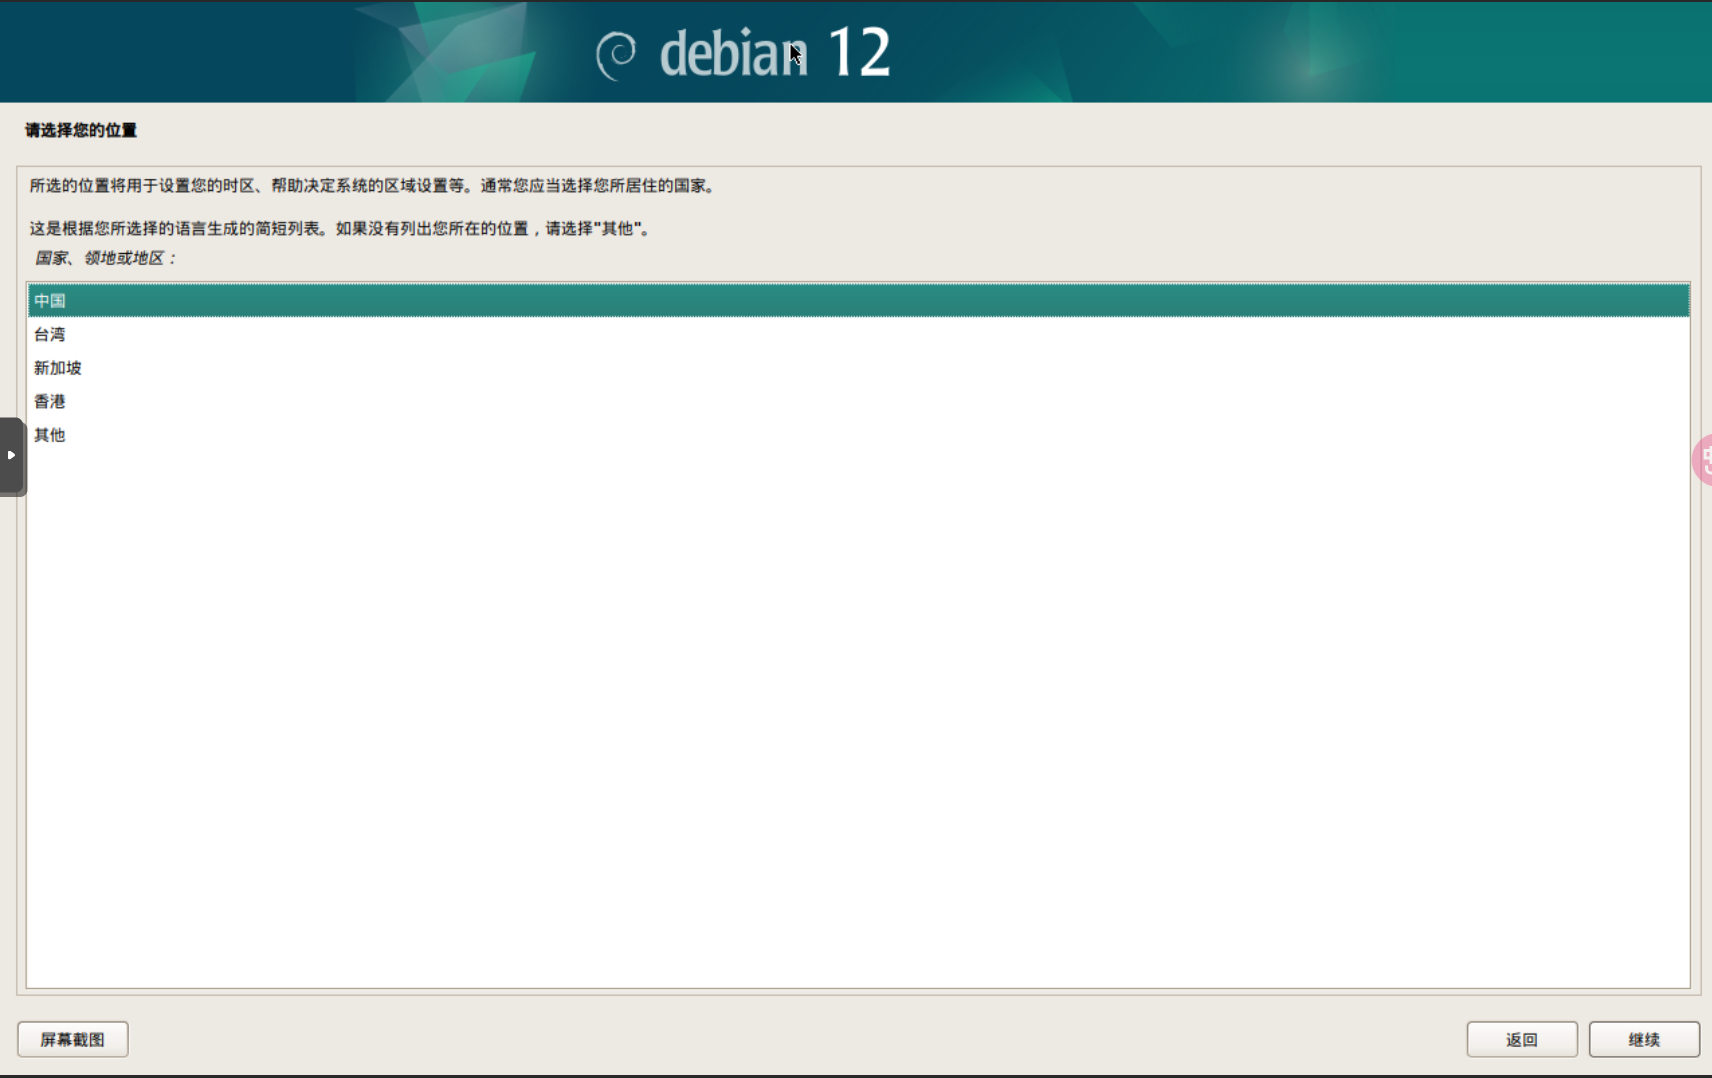 debian 12
请选择您的位置
所选的位置将用于设置您的时区、帮助决定系统的区域设置等。通常您应当选择您所居住的国家。
这是根据您所选择的语言生成的简短列表。如果没有列出您所在的位置，请选择"其他"。
国家、领地或地区：
中国
台湾
新加坡
香港
其他
屏幕截图
返回
继续